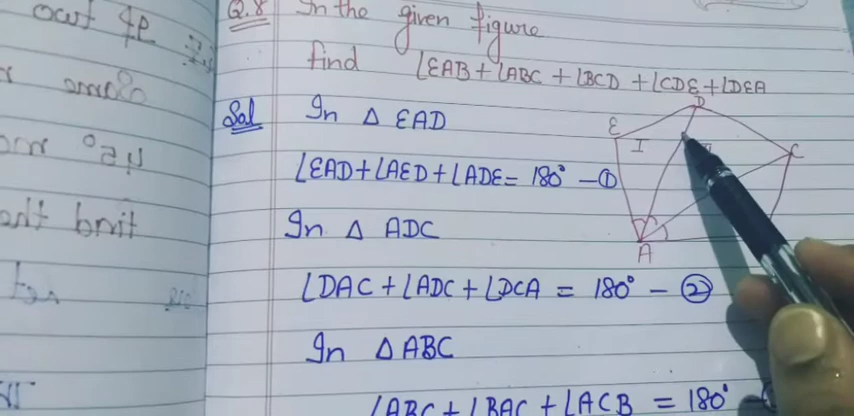 Q.8 In the given figure
find ∠EAB + ∠ABC + ∠BCD + ∠CDE + ∠DEA
Sol In Δ EAD
∠EAD + ∠AED + ∠ADE = 180° — ①
In Δ ADC
∠DAC + ∠ADC + ∠DCA = 180° — ②
In ΔABC
∠ABC + ∠BAC + ∠ACB = 180°
D
E
I
C
A